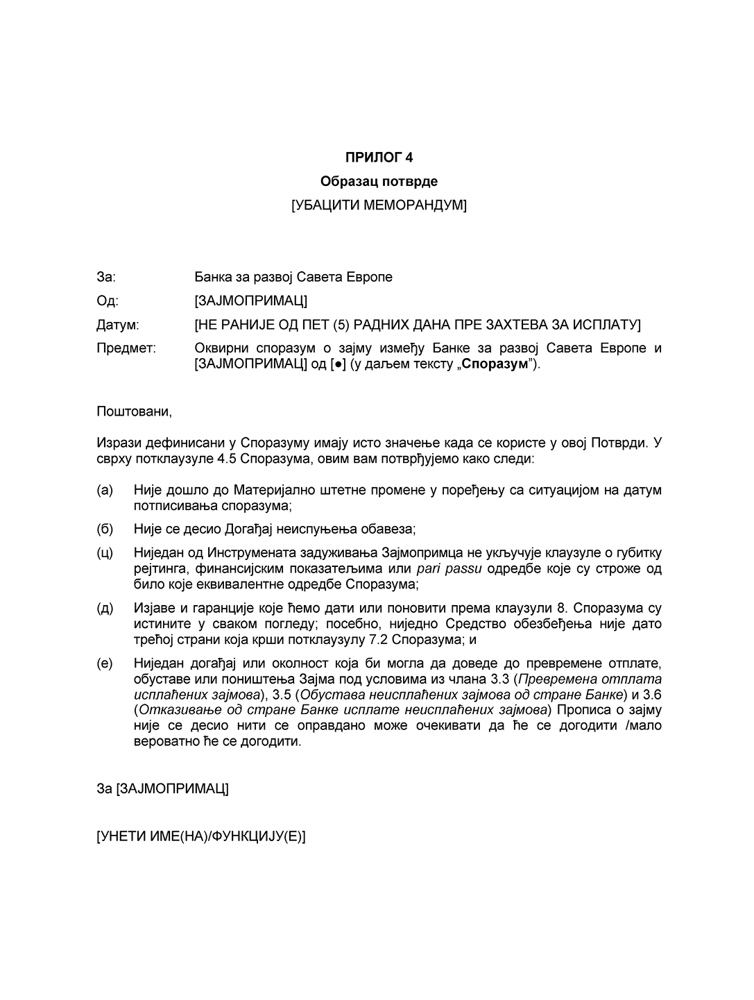 ПРИЛОГ 4
Образац потврде
[УБАЦИТИ МЕМОРАНДУМ]
За: Банка за развој Савета Европе
Од: [ЗАЈМОПРИМАЦ]
Датум: [НЕ РАНИЈЕ ОД ПЕТ (5) РАДНИХ ДАНА ПРЕ ЗАХТЕВА ЗА ИСПЛАТУ]
Предмет: Оквирни споразум о зајму између Банке за развој Савета Европе и
[ЗАЈМОПРИМАЦ] од [●] (у даљем тексту „Споразум”).
Поштовани,
Изрази дефинисани у Споразуму имају исто значење када се користе у овој Потврди. У
сврху потклаузуле 4.5 Споразума, овим вам потврђујемо како следи:
(а) Није дошло до Материјално штетне промене у поређењу са ситуацијом на датум
потписивања споразума;
(б) Није се десио Догађај неиспуњења обавеза;
(ц) Ниједан од Инструмената задуживања Зајмопримца не укључује клаузуле о губитку
рејтинга, финансијским показатељима или pari passu одредбе које су строже од
било које еквивалентне одредбе Споразума;
(д) Изјаве и гаранције које ћемо дати или поновити према клаузули 8. Споразума су
истините у сваком погледу; посебно, ниједно Средство обезбеђења није дато
трећој страни која крши потклаузулу 7.2 Споразума; и
(е) Ниједан догађај или околност која би могла да доведе до превремене отплате,
обуставе или поништења Зајма под условима из члана 3.3 (Превремена отплата
исплаћених зајмова), 3.5 (Обустава неисплаћених зајмова од стране Банке) и 3.6
(Отказивање од стране Банке исплате неисплаћених зајмова) Прописа о зајму
није се десио нити се оправдано може очекивати да ће се догодити /мало
вероватно ће се догодити.
За [ЗАЈМОПРИМАЦ]
[УНЕТИ ИМЕ(НА)/ФУНКЦИЈУ(Е)]